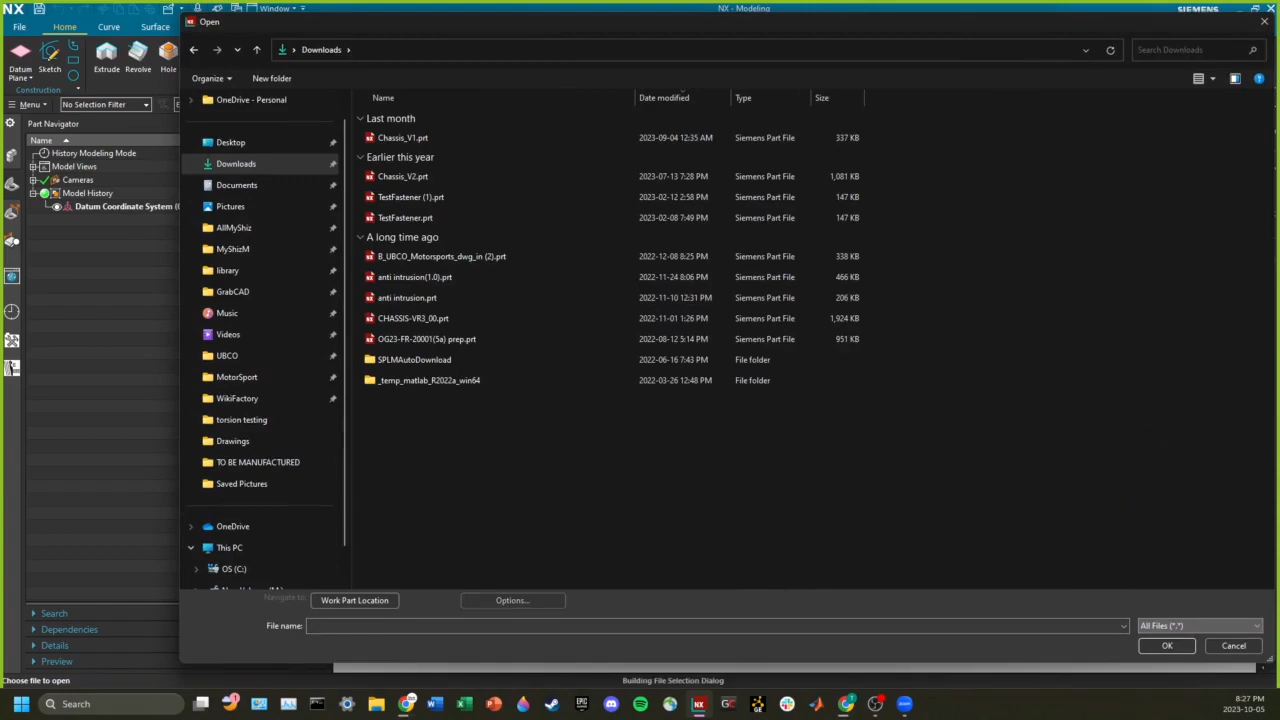 NX Window NX - Modeling SIEMENS
Open
File Home Curve Surface
Downloads Search Downloads
Datum Plane Sketch Extrude Revolve Hole
Organize New folder
Construction
Menu No Selection Filter
OneDrive - Personal
Name Date modified Type Size
Part Navigator
Name
History Modeling Mode
Model Views
Cameras
Model History
Datum Coordinate System (
Desktop
Downloads
Documents
Pictures
AllMyShiz
MyShizM
library
GrabCAD
Music
Videos
UBCO
MotorSport
WikiFactory
torsion testing
Drawings
TO BE MANUFACTURED
Saved Pictures
OneDrive
This PC
OS (C:)
Last month
Chassis_V1.prt 2023-09-04 12:35 AM Siemens Part File 337 KB
Earlier this year
Chassis_V2.prt 2023-07-13 7:28 PM Siemens Part File 1,081 KB
TestFastener (1).prt 2023-02-12 2:58 PM Siemens Part File 147 KB
TestFastener.prt 2023-02-08 7:49 PM Siemens Part File 147 KB
A long time ago
B_UBCO_Motorsports_dwg_in (2).prt 2022-12-08 8:25 PM Siemens Part File 338 KB
anti intrusion(1.0).prt 2022-11-24 8:06 PM Siemens Part File 466 KB
anti intrusion.prt 2022-11-10 12:31 PM Siemens Part File 206 KB
CHASSIS-VR3_00.prt 2022-11-01 1:26 PM Siemens Part File 1,924 KB
OG23-FR-20001(5a) prep.prt 2022-08-12 5:14 PM Siemens Part File 951 KB
SPLMAutoDownload 2022-06-16 7:43 PM File folder
_temp_matlab_R2022a_win64 2022-03-26 12:48 PM File folder
Navigate to: Work Part Location Options...
File name: All Files (*.*)
OK Cancel
Search
Dependencies
Details
Preview
Choose file to open Building File Selection Dialog
Search 8:27 PM
2023-10-05